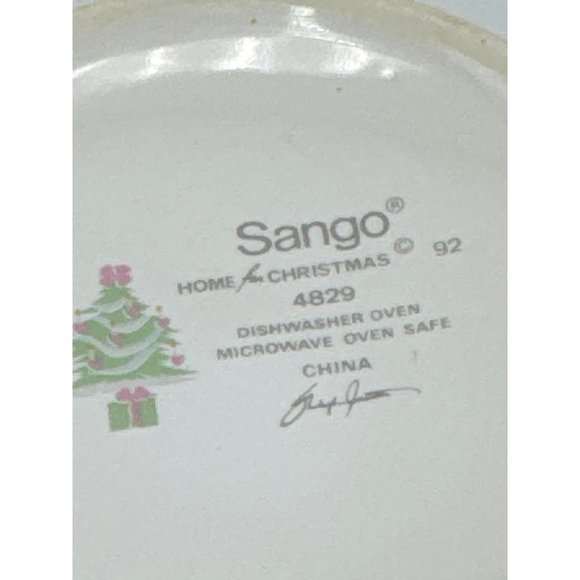 Sango®
HOME for CHRISTMAS © 92
4829
DISHWASHER OVEN
MICROWAVE OVEN SAFE
CHINA